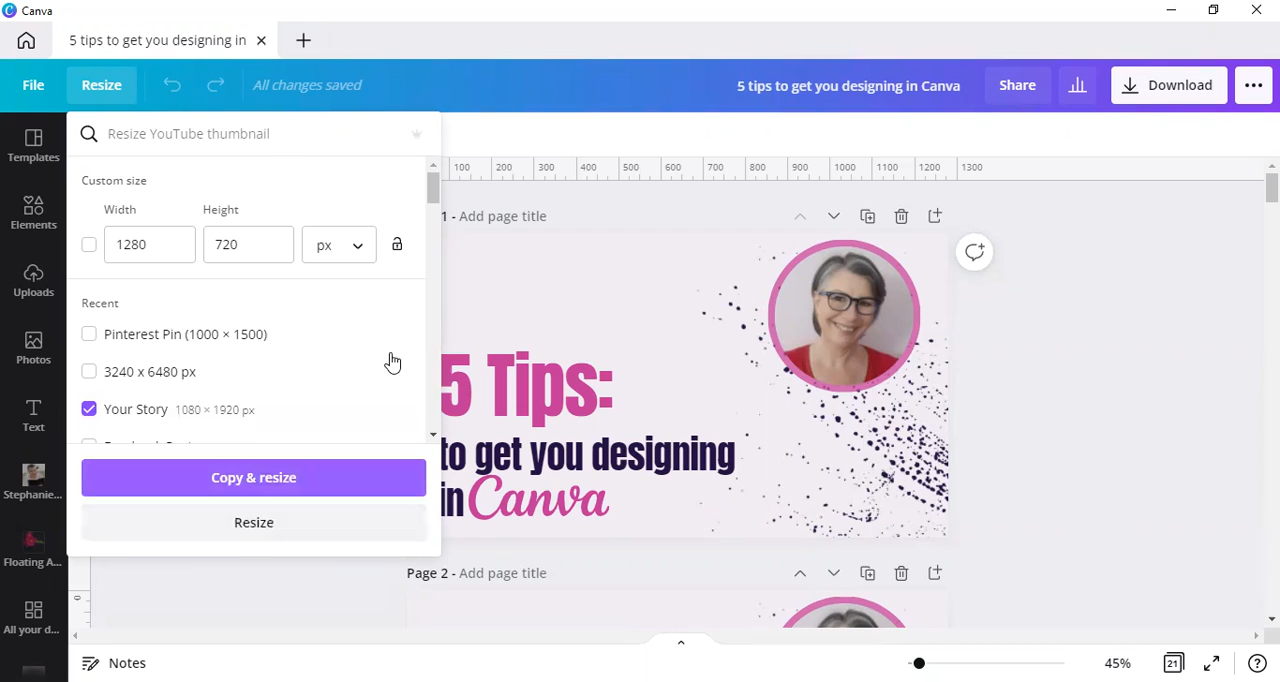 Canva
5 tips to get you designing in
File
Resize
All changes saved
5 tips to get you designing in Canva
Share
Download
Templates
Elements
Uploads
Photos
Text
Stephanie...
Floating A...
All your d...
Resize YouTube thumbnail
Custom size
Width
Height
1280
720
px
Recent
Pinterest Pin (1000 × 1500)
3240 x 6480 px
Your Story 1080 × 1920 px
Copy & resize
Resize
100 200 300 400 500 600 700 800 900 1000 1100 1200 1300
1 - Add page title
5 Tips:
to get you designing
in Canva
Page 2 - Add page title
0
Notes
45%
21
?